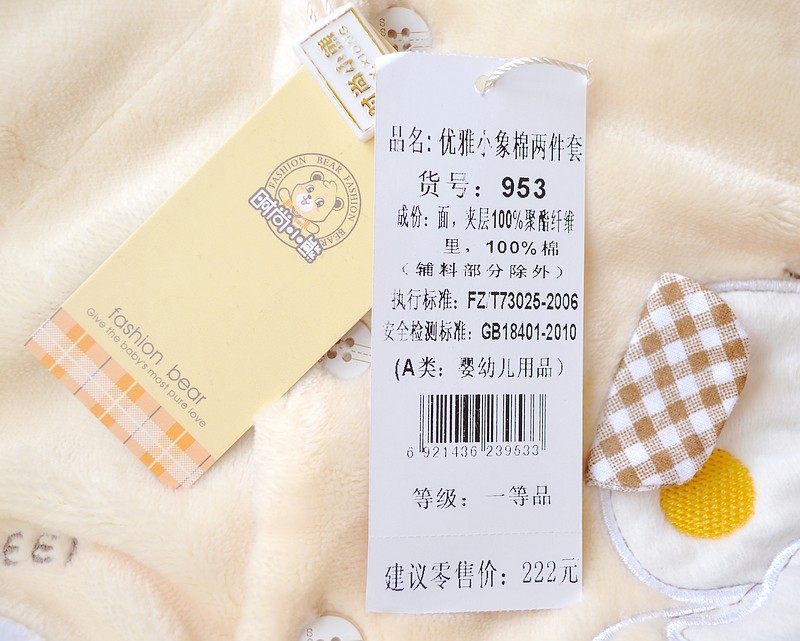 时尚小熊
FASHION BEAR FASHION BEAR
时尚小熊
fashion bear
Give the baby's most pure love
品名: 优雅小象棉两件套
货号: 953
成份: 面, 夹层100%聚酯纤维
里, 100%棉
(辅料部分除外)
执行标准: FZ/T73025-2006
安全检测标准: GB18401-2010
(A类: 婴幼儿用品)
6 921436 239533
等级: 一等品
建议零售价: 222元